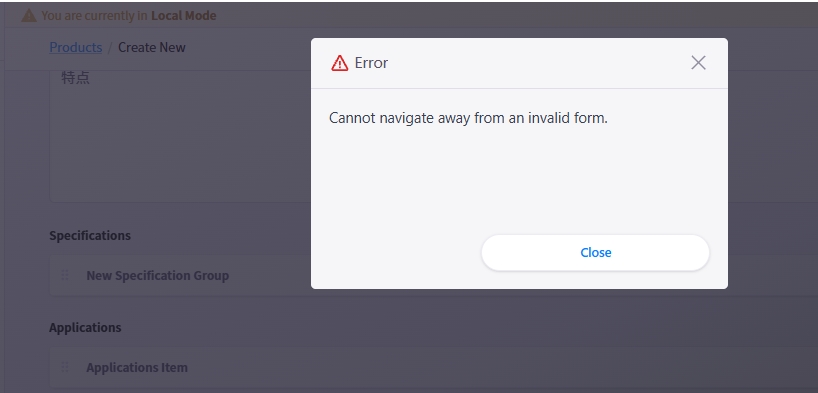 You are currently in Local Mode
Products / Create New
特点
Error
Cannot navigate away from an invalid form.
Close
Specifications
New Specification Group
Applications
Applications Item